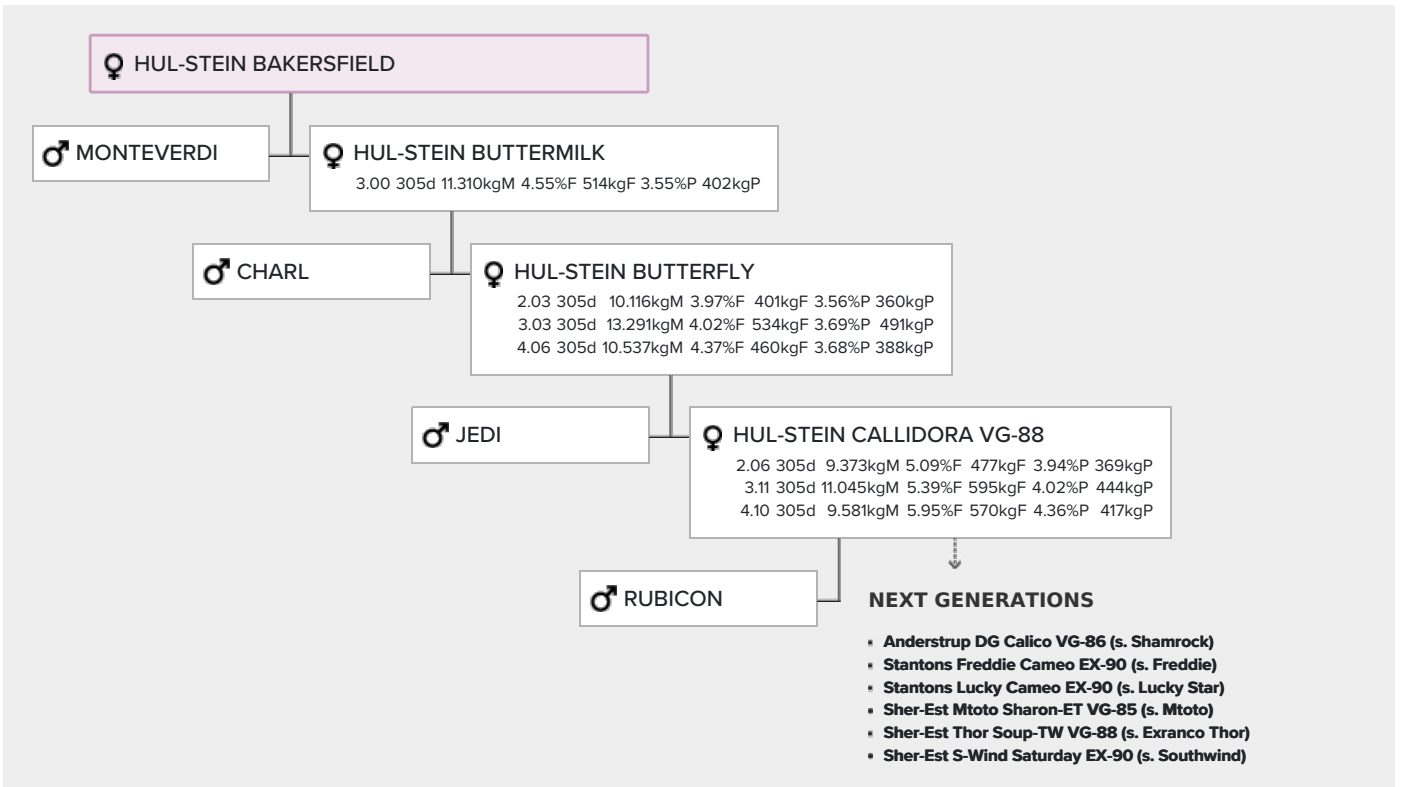 HUL-STEIN BAKERSFIELD
MONTEVERDI
HUL-STEIN BUTTERMILK
3.00 305d 11.310kgM 4.55%F 514kgF 3.55%P 402kgP
CHARL
HUL-STEIN BUTTERFLY
2.03 305d 10.116kgM 3.97%F 401kgF 3.56%P 360kgP
3.03 305d 13.291kgM 4.02%F 534kgF 3.69%P 491kgP
4.06 305d 10.537kgM 4.37%F 460kgF 3.68%P 388kgP
JEDI
HUL-STEIN CALLIDORA VG-88
2.06 305d 9.373kgM 5.09%F 477kgF 3.94%P 369kgP
3.11 305d 11.045kgM 5.39%F 595kgF 4.02%P 444kgP
4.10 305d 9.581kgM 5.95%F 570kgF 4.36%P 417kgP
RUBICON
NEXT GENERATIONS
Anderstrup DG Calico VG-86 (s. Shamrock)
Stantons Freddie Cameo EX-90 (s. Freddie)
Stantons Lucky Cameo EX-90 (s. Lucky Star)
Sher-Est Mtoto Sharon-ET VG-85 (s. Mtoto)
Sher-Est Thor Soup-TW VG-88 (s. Exranco Thor)
Sher-Est S-Wind Saturday EX-90 (s. Southwind)